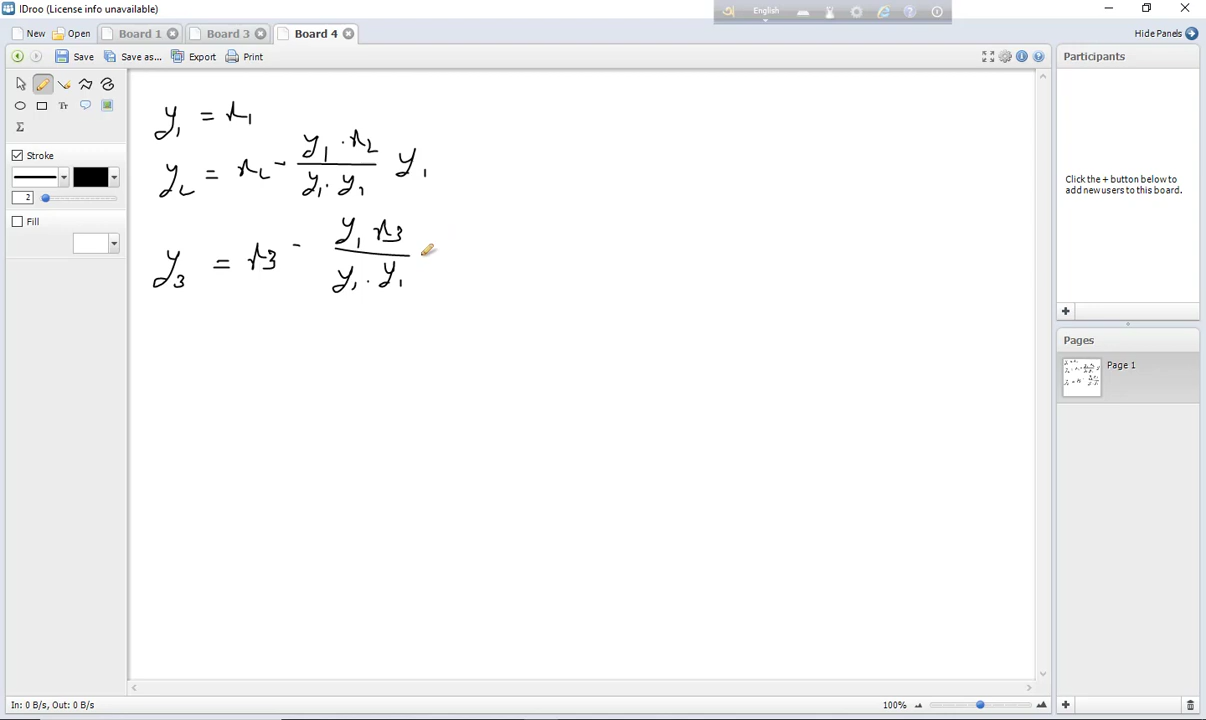 IDroo (License info unavailable)
English
New Open Board 1 Board 3 Board 4 Hide Panels
Save Save as... Export Print
Participants
Tr
Σ
Stroke
2
Fill
y₁ = x₁
y₂ = x₂ - (y₁ · x₂)/(y₁ · y₁) y₁
y₃ = x₃ - (y₁ x₃)/(y₁ · y₁)
Click the + button below to
add new users to this board.
Pages
Page 1
In: 0 B/s, Out: 0 B/s
100%